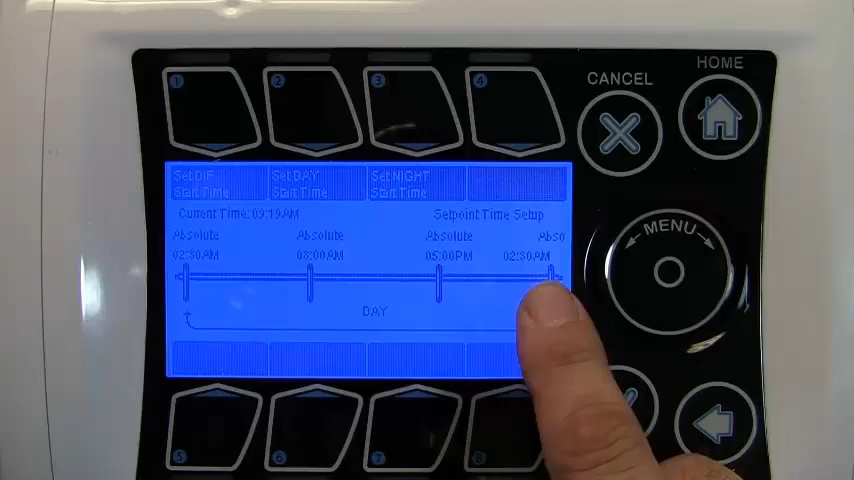 CANCEL
HOME
1
2
3
4
Set DIF
Start Time
Set DAY
Start Time
Set NIGHT
Start Time
Current Time: 09:19AM
Setpoint Time Setup
Absolute
Absolute
Absolute
Abso
02:30AM
08:00AM
05:00PM
02:30AM
DAY
MENU
5
6
7
8